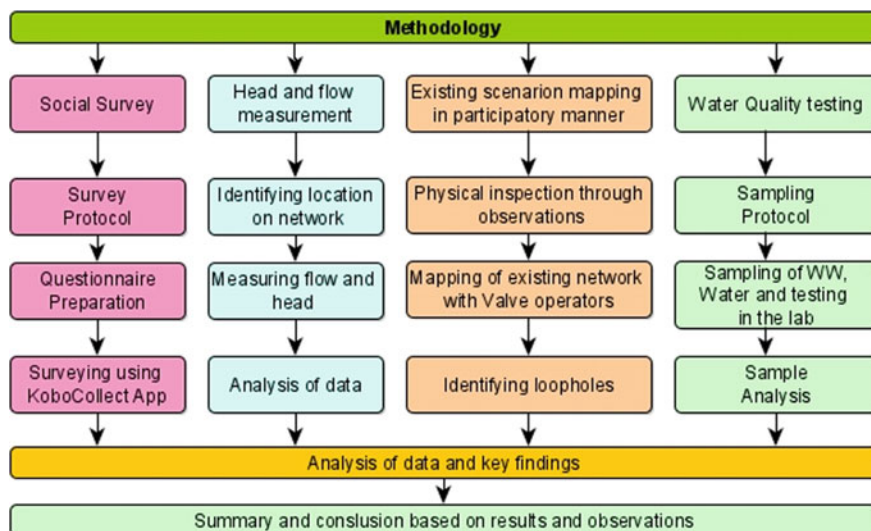 Methodology
Social Survey
Survey
Protocol
Questionnaire
Preparation
Surveying using
KoboCollect App
Head and flow
measurement
Identifying location
on network
Measuring flow and
head
Analysis of data
Existing scenarion mapping
in participatory manner
Physical inspection through
observations
Mapping of existing network
with Valve operators
Identifying loopholes
Water Quality testing
Sampling
Protocol
Sampling of WW,
Water and testing
in the lab
Sample
Analysis
Analysis of data and key findings
Summary and conslusion based on results and observations